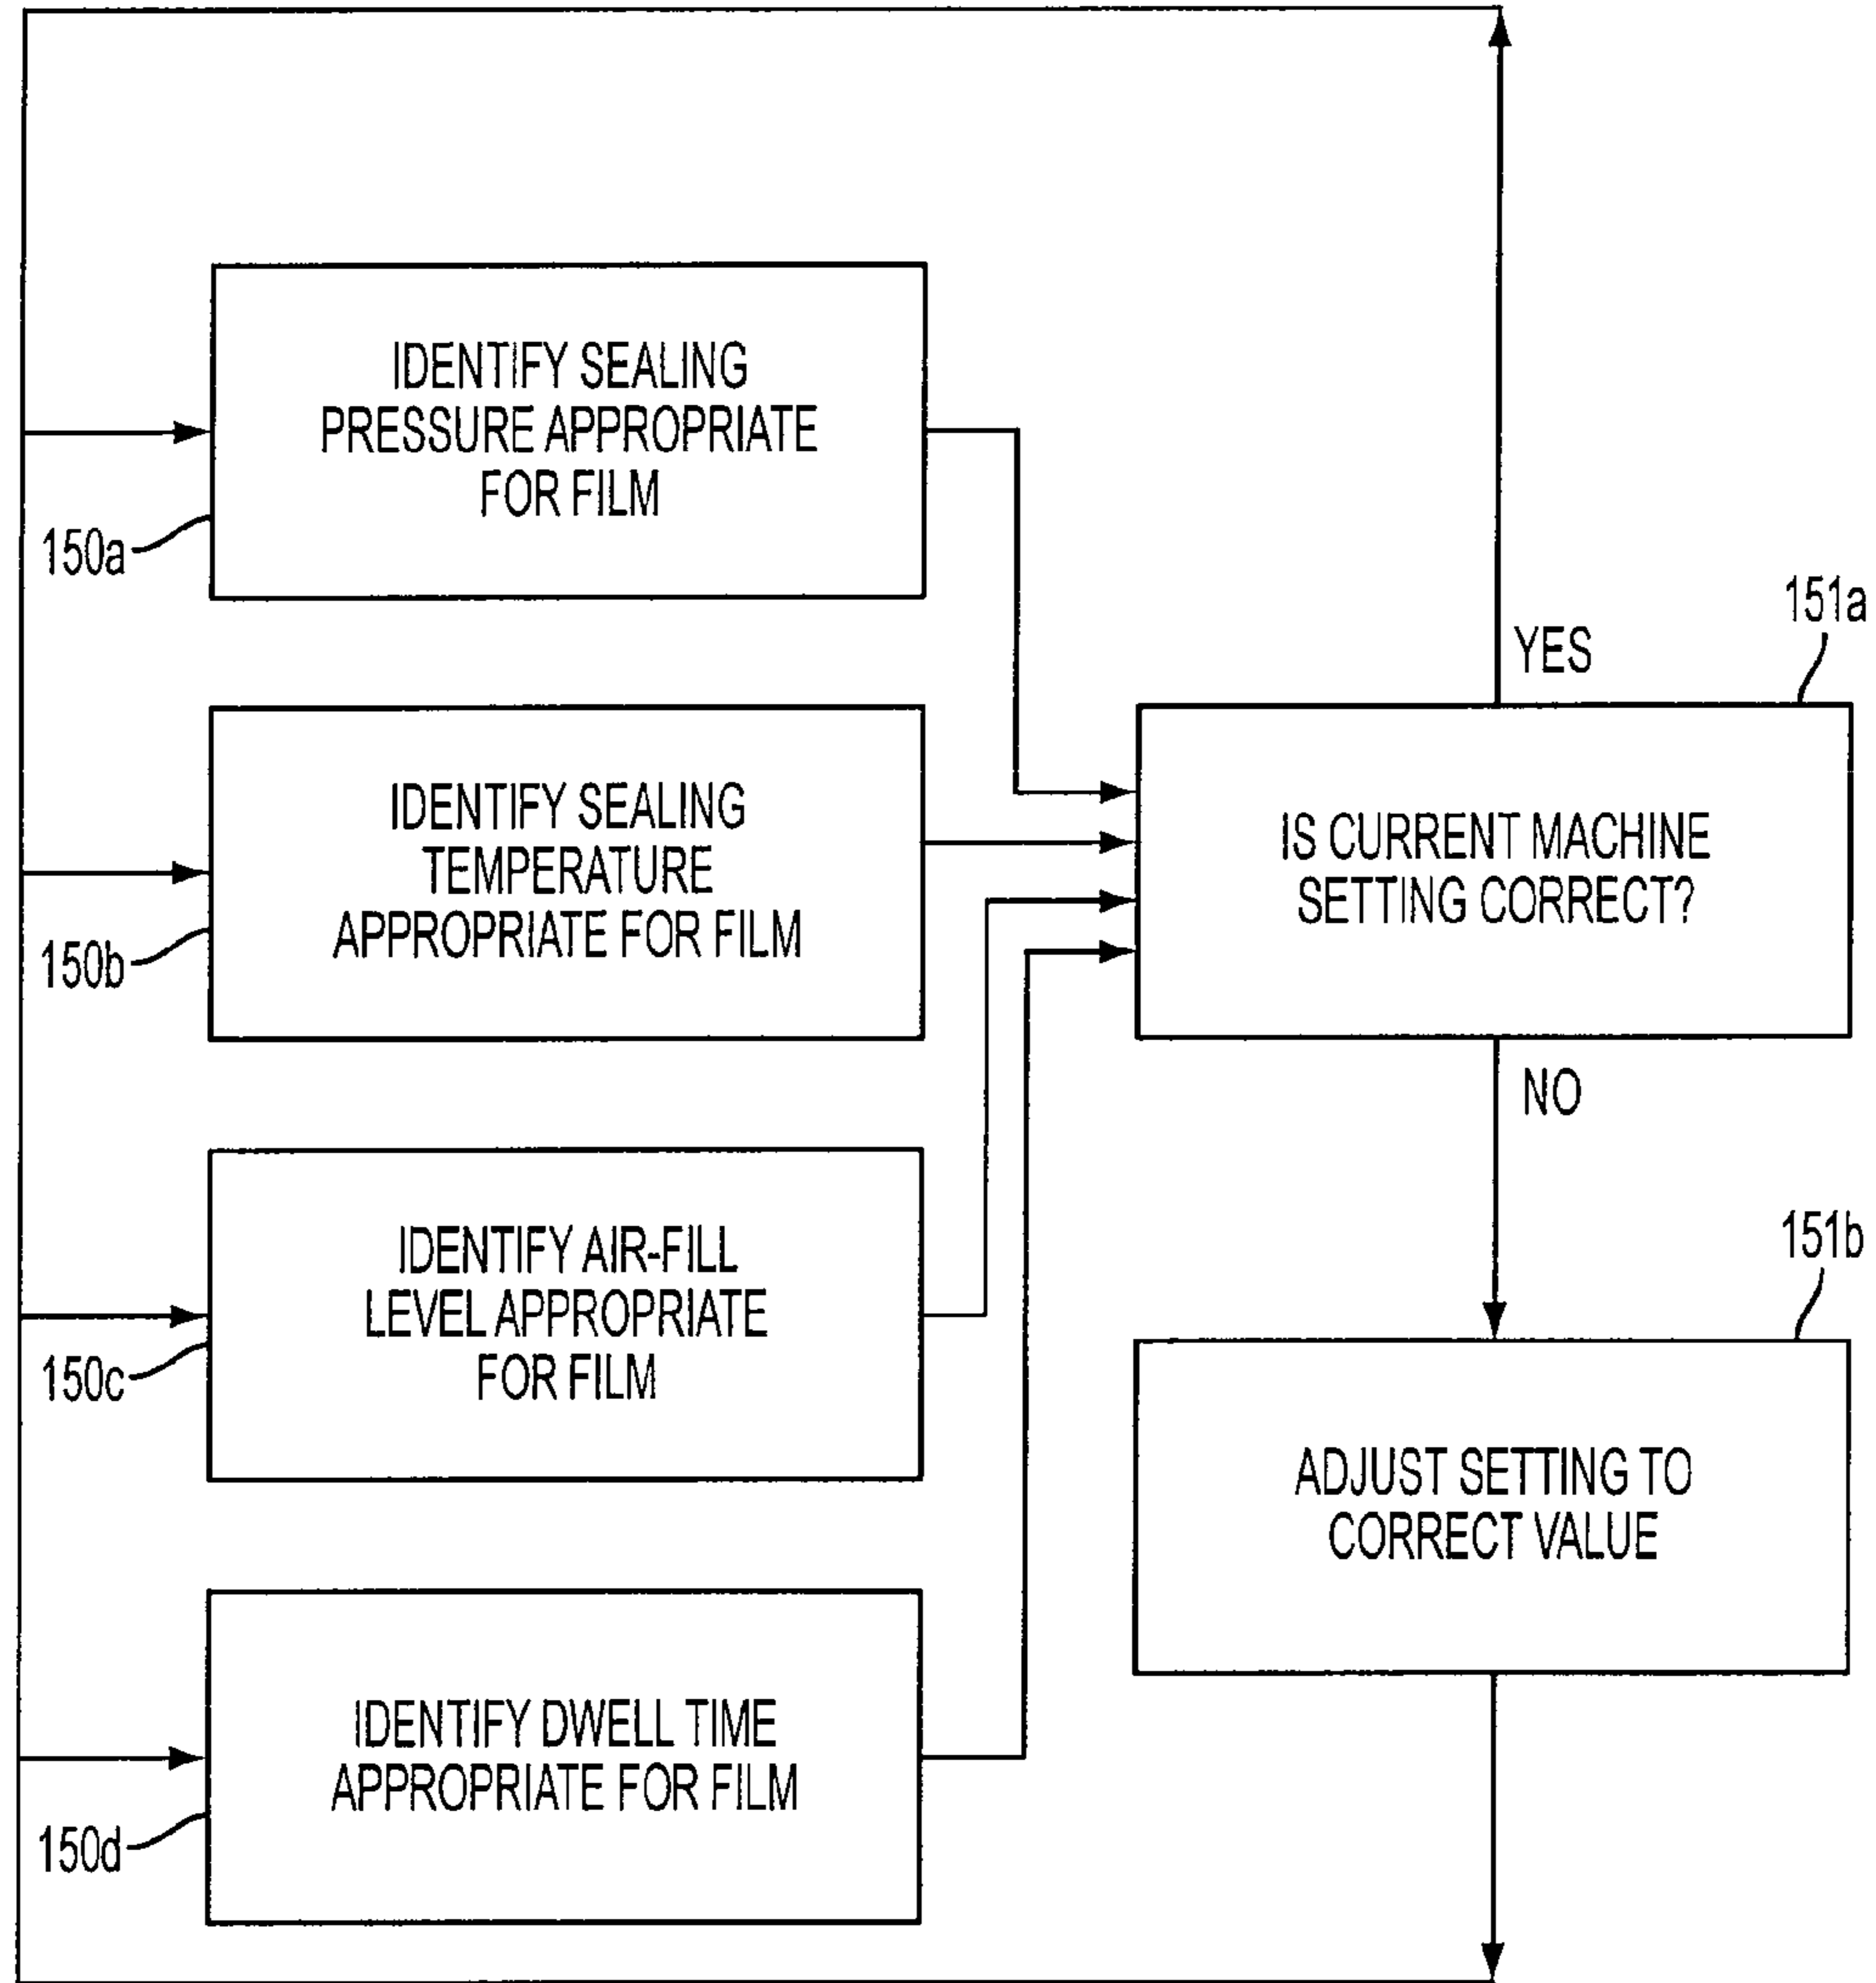 IDENTIFY SEALING
PRESSURE APPROPRIATE
FOR FILM
150a
IDENTIFY SEALING
TEMPERATURE
APPROPRIATE FOR FILM
150b
IDENTIFY AIR-FILL
LEVEL APPROPRIATE
FOR FILM
150c
IDENTIFY DWELL TIME
APPROPRIATE FOR FILM
150d
151a
YES
IS CURRENT MACHINE
SETTING CORRECT?
NO
151b
ADJUST SETTING TO
CORRECT VALUE